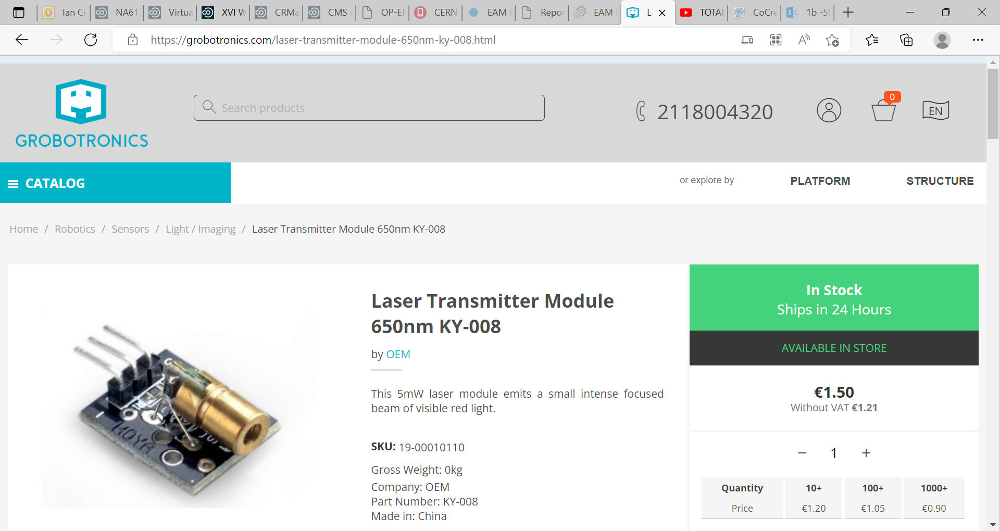 Ian Cr
NA61,
Virtua
XVI W
CRMa
CMS v
OP-EH
CERN
EAM
Repor
EAM
L
TOTAL
CoCre
1b -St
https://grobotronics.com/laser-transmitter-module-650nm-ky-008.html
GROBOTRONICS
Search products
2118004320
0
EN
CATALOG
or explore by
PLATFORM
STRUCTURE
Home / Robotics / Sensors / Light / Imaging / Laser Transmitter Module 650nm KY-008
Laser Transmitter Module
650nm KY-008
by OEM
This 5mW laser module emits a small intense focused
beam of visible red light.
SKU: 19-00010110
Gross Weight: 0kg
Company: OEM
Part Number: KY-008
Made in: China
In Stock
Ships in 24 Hours
AVAILABLE IN STORE
€1.50
Without VAT €1.21
− 1 +
Quantity 10+ 100+ 1000+
Price €1.20 €1.05 €0.90